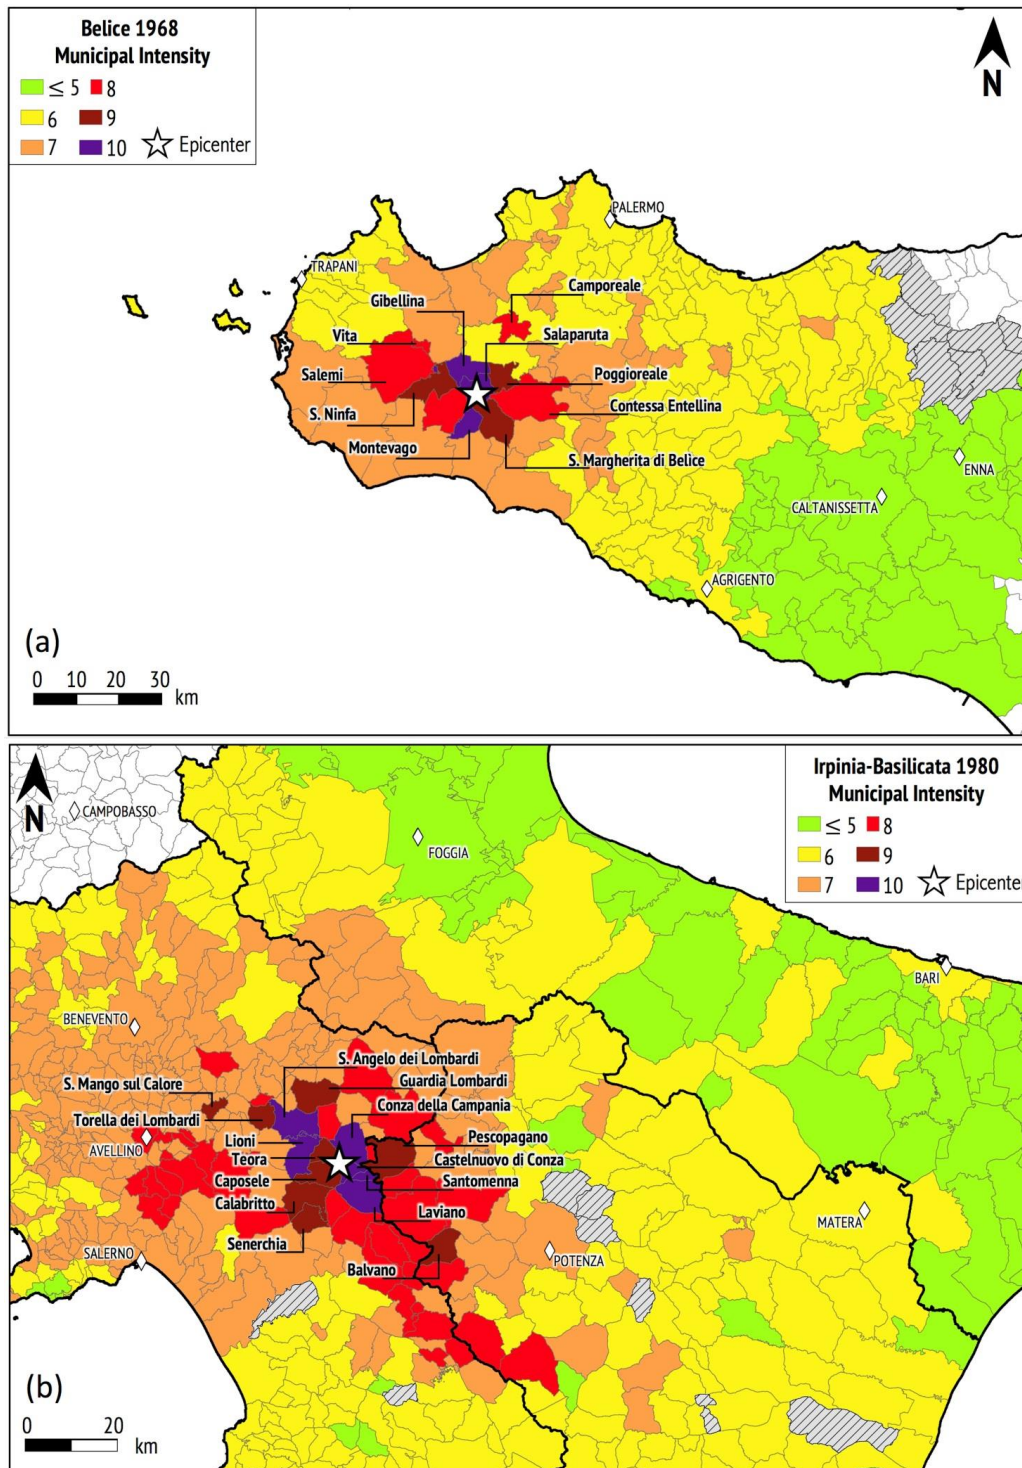 Belice 1968
Municipal Intensity
≤ 5
8
6
9
7
10
Epicenter
N
PALERMO
TRAPANI
Camporeale
Gibellina
Vita
Salaparuta
Salemi
Poggioreale
S. Ninfa
Contessa Entellina
Montevago
S. Margherita di Belìce
ENNA
CALTANISSETTA
AGRIGENTO
(a)
0 10 20 30 km
Irpinia-Basilicata 1980
Municipal Intensity
≤ 5
8
6
9
7
10
Epicenter
N
CAMPOBASSO
FOGGIA
BARI
BENEVENTO
S. Angelo dei Lombardi
S. Mango sul Calore
Guardia Lombardi
Torella dei Lombardi
Conza della Campania
AVELLINO
Lioni
Pescopagano
Teora
Castelnuovo di Conza
Caposele
Santomenna
Calabritto
Laviano
MATERA
Senerchia
SALERNO
Balvano
POTENZA
(b)
0 20
km